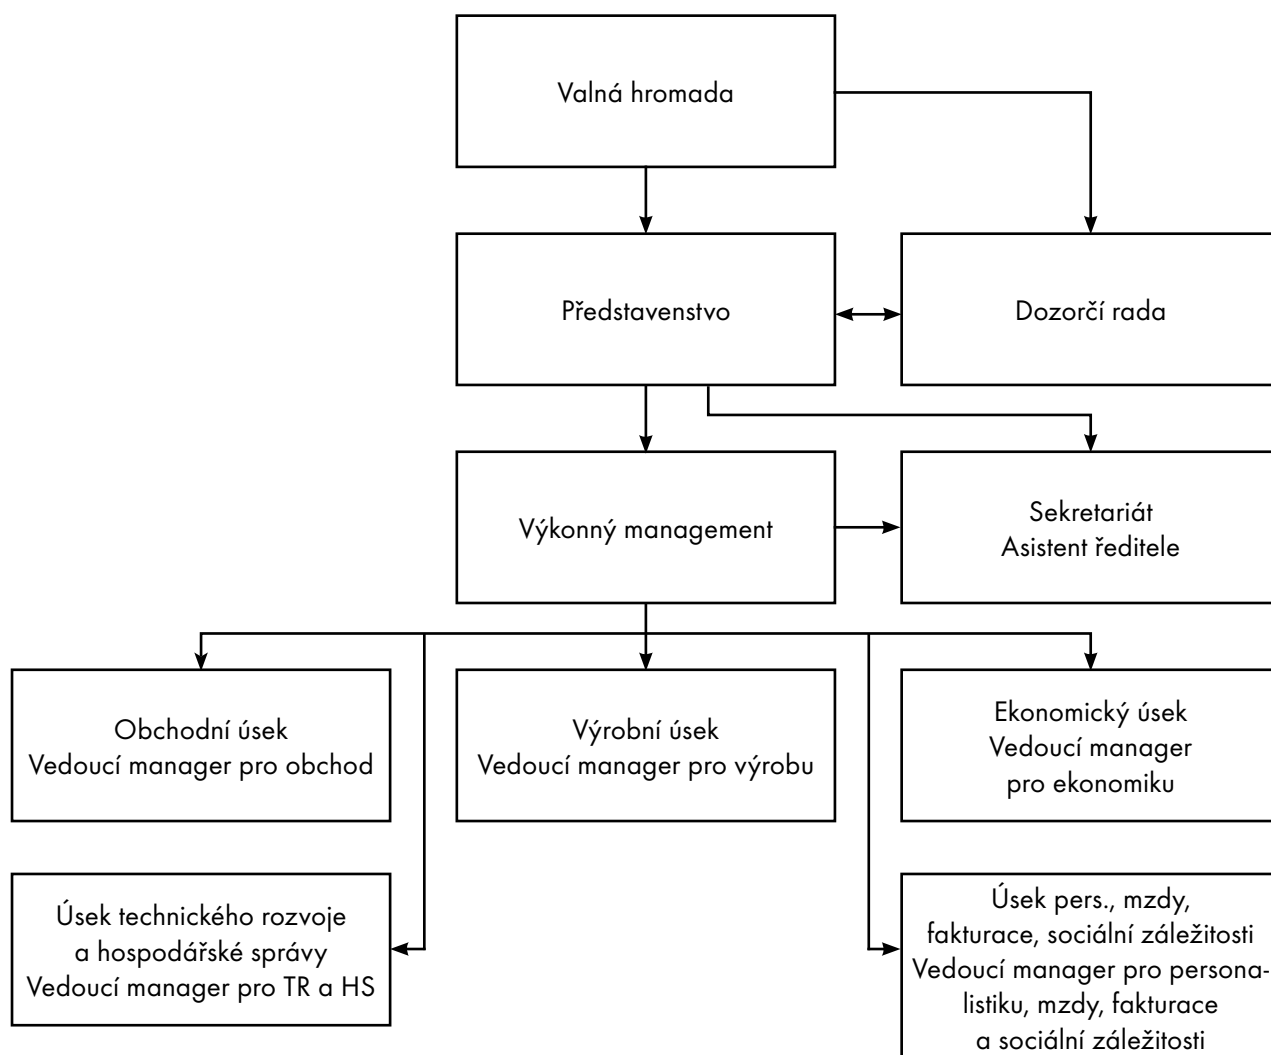 Valná hromada
Představenstvo
Dozorčí rada
Výkonný management
Sekretariát
Asistent ředitele
Obchodní úsek
Vedoucí manager pro obchod
Výrobní úsek
Vedoucí manager pro výrobu
Ekonomický úsek
Vedoucí manager
pro ekonomiku
Úsek technického rozvoje
a hospodářské správy
Vedoucí manager pro TR a HS
Úsek pers., mzdy,
fakturace, sociální záležitosti
Vedoucí manager pro persona-
listiku, mzdy, fakturace
a sociální záležitosti